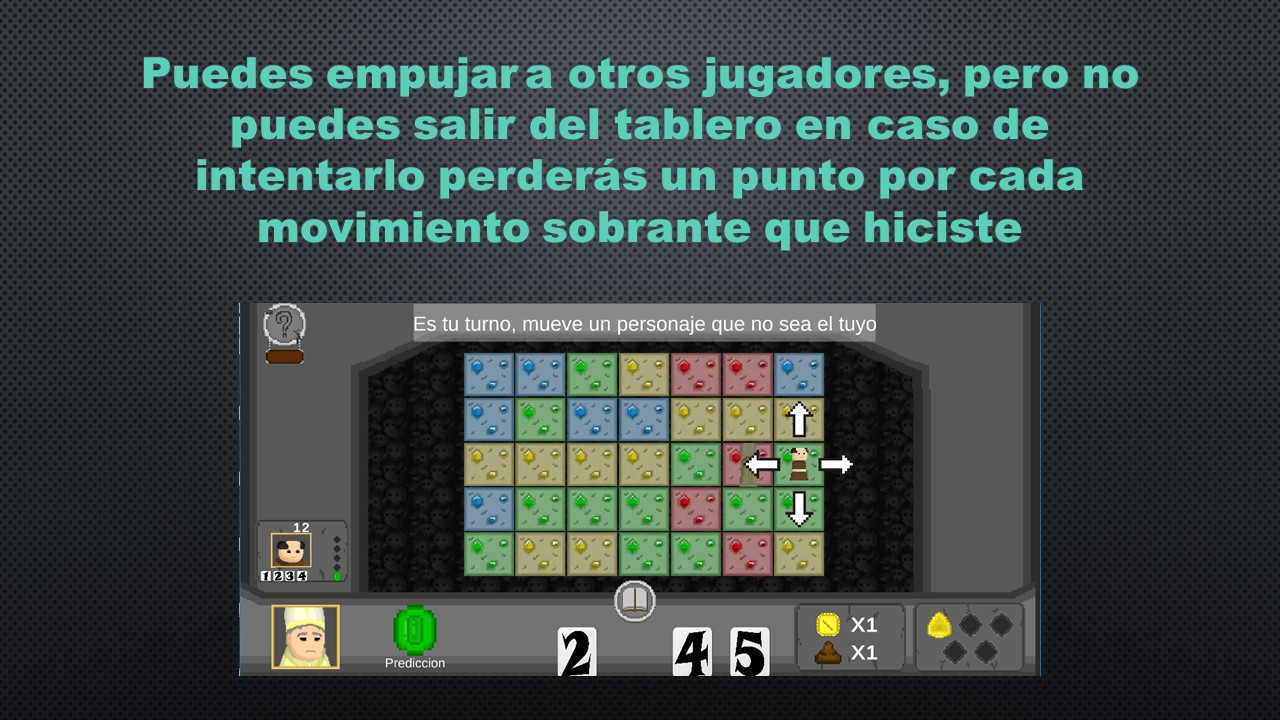 Puedes empujar a otros jugadores, pero no
puedes salir del tablero en caso de
intentarlo perderás un punto por cada
movimiento sobrante que hiciste
?
Es tu turno, mueve un personaje que no sea el tuyo
12
1234
Prediccion
2 4 5
X1
X1